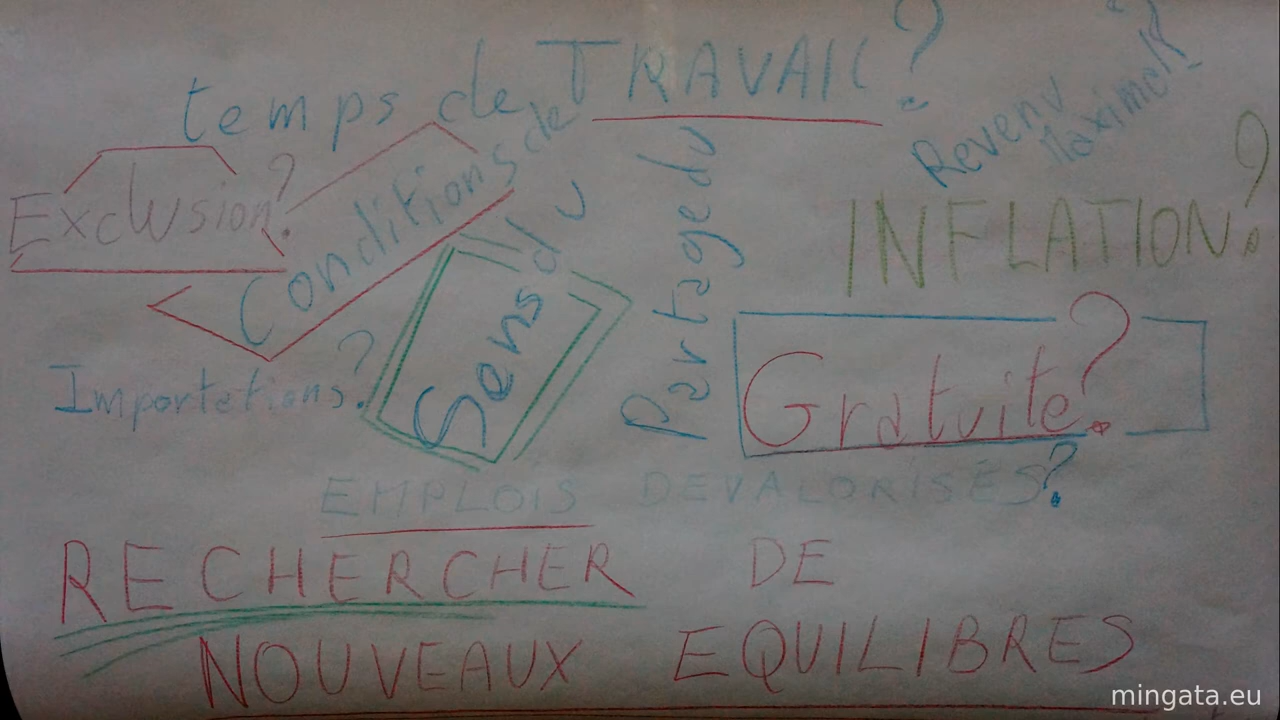 temps de TRAVAIL?
Revenu
Maximal?
Exclusion?
Conditions de
Sens du
Partage du
INFLATION?
Gratuite?
Importations?
EMPLOIS DEVALORISÉS?
RECHERCHER DE
NOUVEAUX EQUILIBRES
mingata.eu